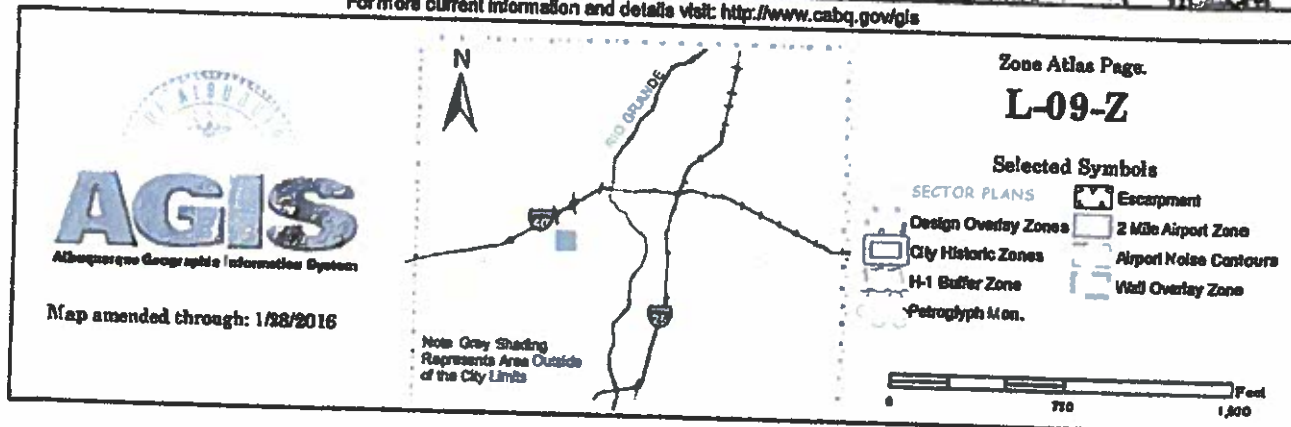 For more current information and details visit: http://www.cabq.gov/gis
AGIS
Albuquerque Geographic Information System
Map amended through: 1/28/2016
N
RIO GRANDE
40
25
Note: Grey Shading
Represents Area Outside
of the City Limits
Zone Atlas Page:
L-09-Z
Selected Symbols
SECTOR PLANS
Design Overlay Zones
City Historic Zones
H-1 Buffer Zone
Petroglyph Mon.
Escarpment
2 Mile Airport Zone
Airport Noise Contours
Wall Overlay Zone
Feet
0
750
1,500